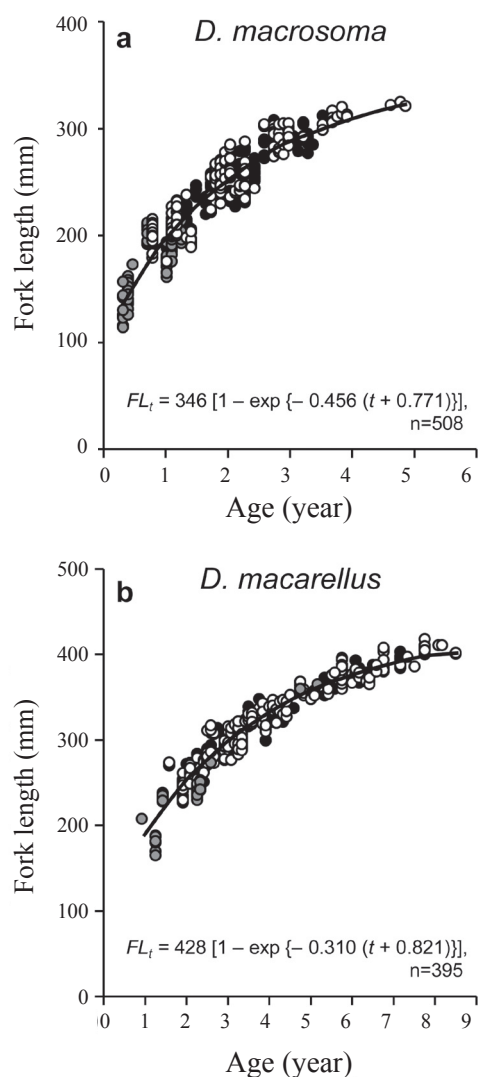 400
a
D. macrosoma
300
200
100
0
Fork length (mm)
FLt = 346 [1 – exp {– 0.456 (t + 0.771)}],
n=508
0 1 2 3 4 5 6
Age (year)
500
b
D. macarellus
400
300
200
100
0
Fork length (mm)
FLt = 428 [1 – exp {– 0.310 (t + 0.821)}],
n=395
0 1 2 3 4 5 6 7 8 9
Age (year)